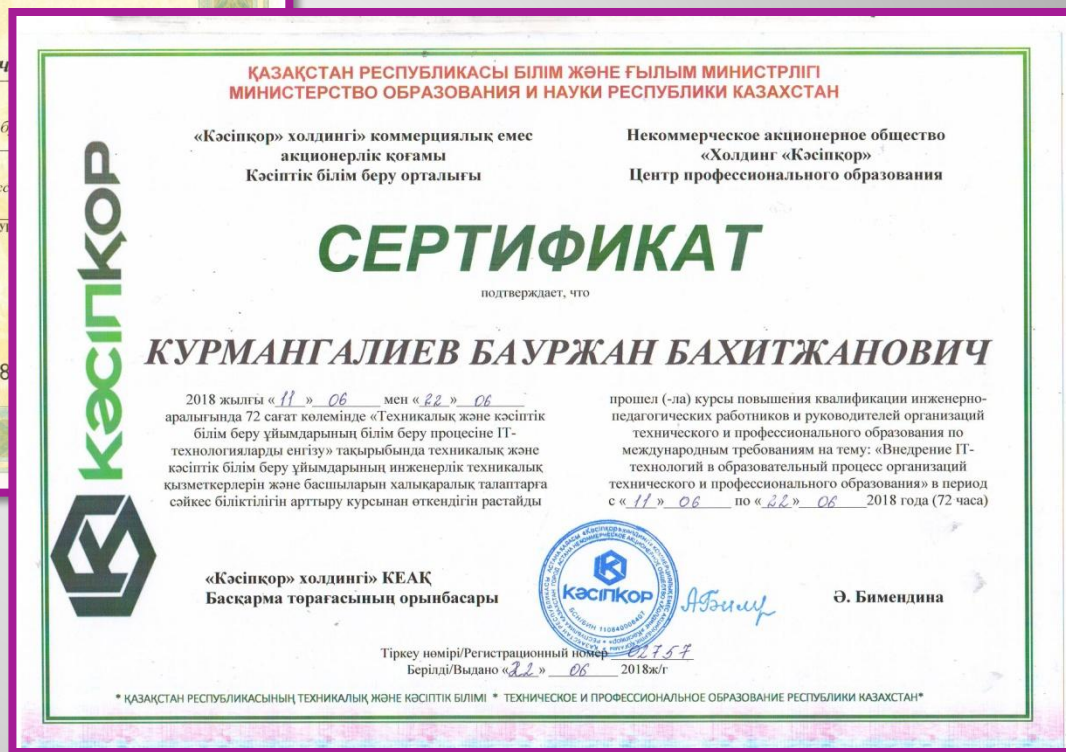 ҚАЗАҚСТАН РЕСПУБЛИКАСЫ БІЛІМ ЖӘНЕ ҒЫЛЫМ МИНИСТРЛІГІ
МИНИСТЕРСТВО ОБРАЗОВАНИЯ И НАУКИ РЕСПУБЛИКИ КАЗАХСТАН
«Кәсіпқор» холдингі» коммерциялық емес
акционерлік қоғамы
Кәсіптік білім беру орталығы
Некоммерческое акционерное общество
«Холдинг «Кәсіпқор»
Центр профессионального образования
кәсіпқор
СЕРТИФИКАТ
подтверждает, что
КУРМАНГАЛИЕВ БАУРЖАН БАХИТЖАНОВИЧ
2018 жылғы « 11 » 06 мен « 22 » 06
аралығында 72 сағат көлемінде «Техникалық және кәсіптік
білім беру ұйымдарының білім беру процесіне IT-
технологияларды енгізу» тақырыбында техникалық және
кәсіптік білім беру ұйымдарының инженерлік техникалық
қызметкерлерін және басшыларын халықаралық талаптарға
сәйкес біліктілігін арттыру курсынан өткендігін растайды
прошел (-ла) курсы повышения квалификации инженерно-
педагогических работников и руководителей организаций
технического и профессионального образования по
международным требованиям на тему: «Внедрение IT-
технологий в образовательный процесс организаций
технического и профессионального образования» в период
с « 11 » 06 по « 22 » 06 2018 года (72 часа)
«Кәсіпқор» холдингі» КЕАҚ
Басқарма төрағасының орынбасары
кәсіпқор
Ә. Бимендина
Тіркеу нөмірі/Регистрационный номер 02757
Берілді/Выдано « 22 » 06 2018ж/г
* ҚАЗАҚСТАН РЕСПУБЛИКАСЫНЫҢ ТЕХНИКАЛЫҚ ЖӘНЕ КӘСІПТІК БІЛІМІ * ТЕХНИЧЕСКОЕ И ПРОФЕССИОНАЛЬНОЕ ОБРАЗОВАНИЕ РЕСПУБЛИКИ КАЗАХСТАН*